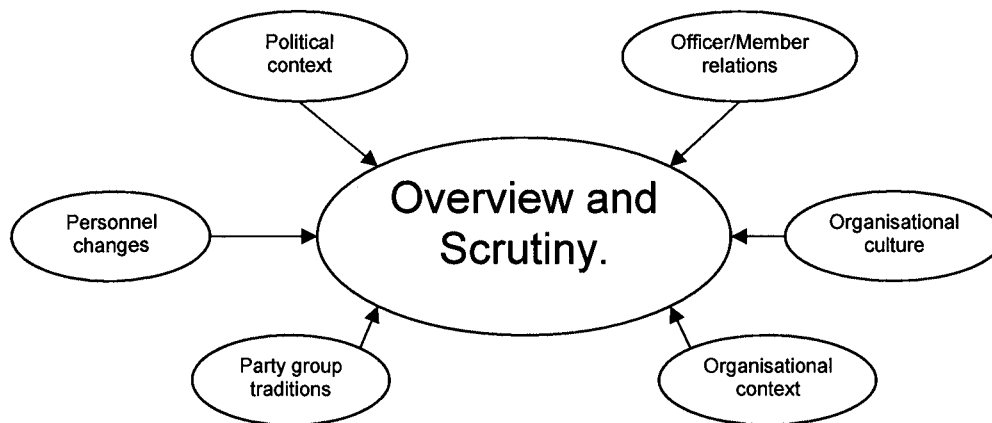 Political
context
Officer/Member
relations
Overview and
Scrutiny.
Personnel
changes
Organisational
culture
Party group
traditions
Organisational
context